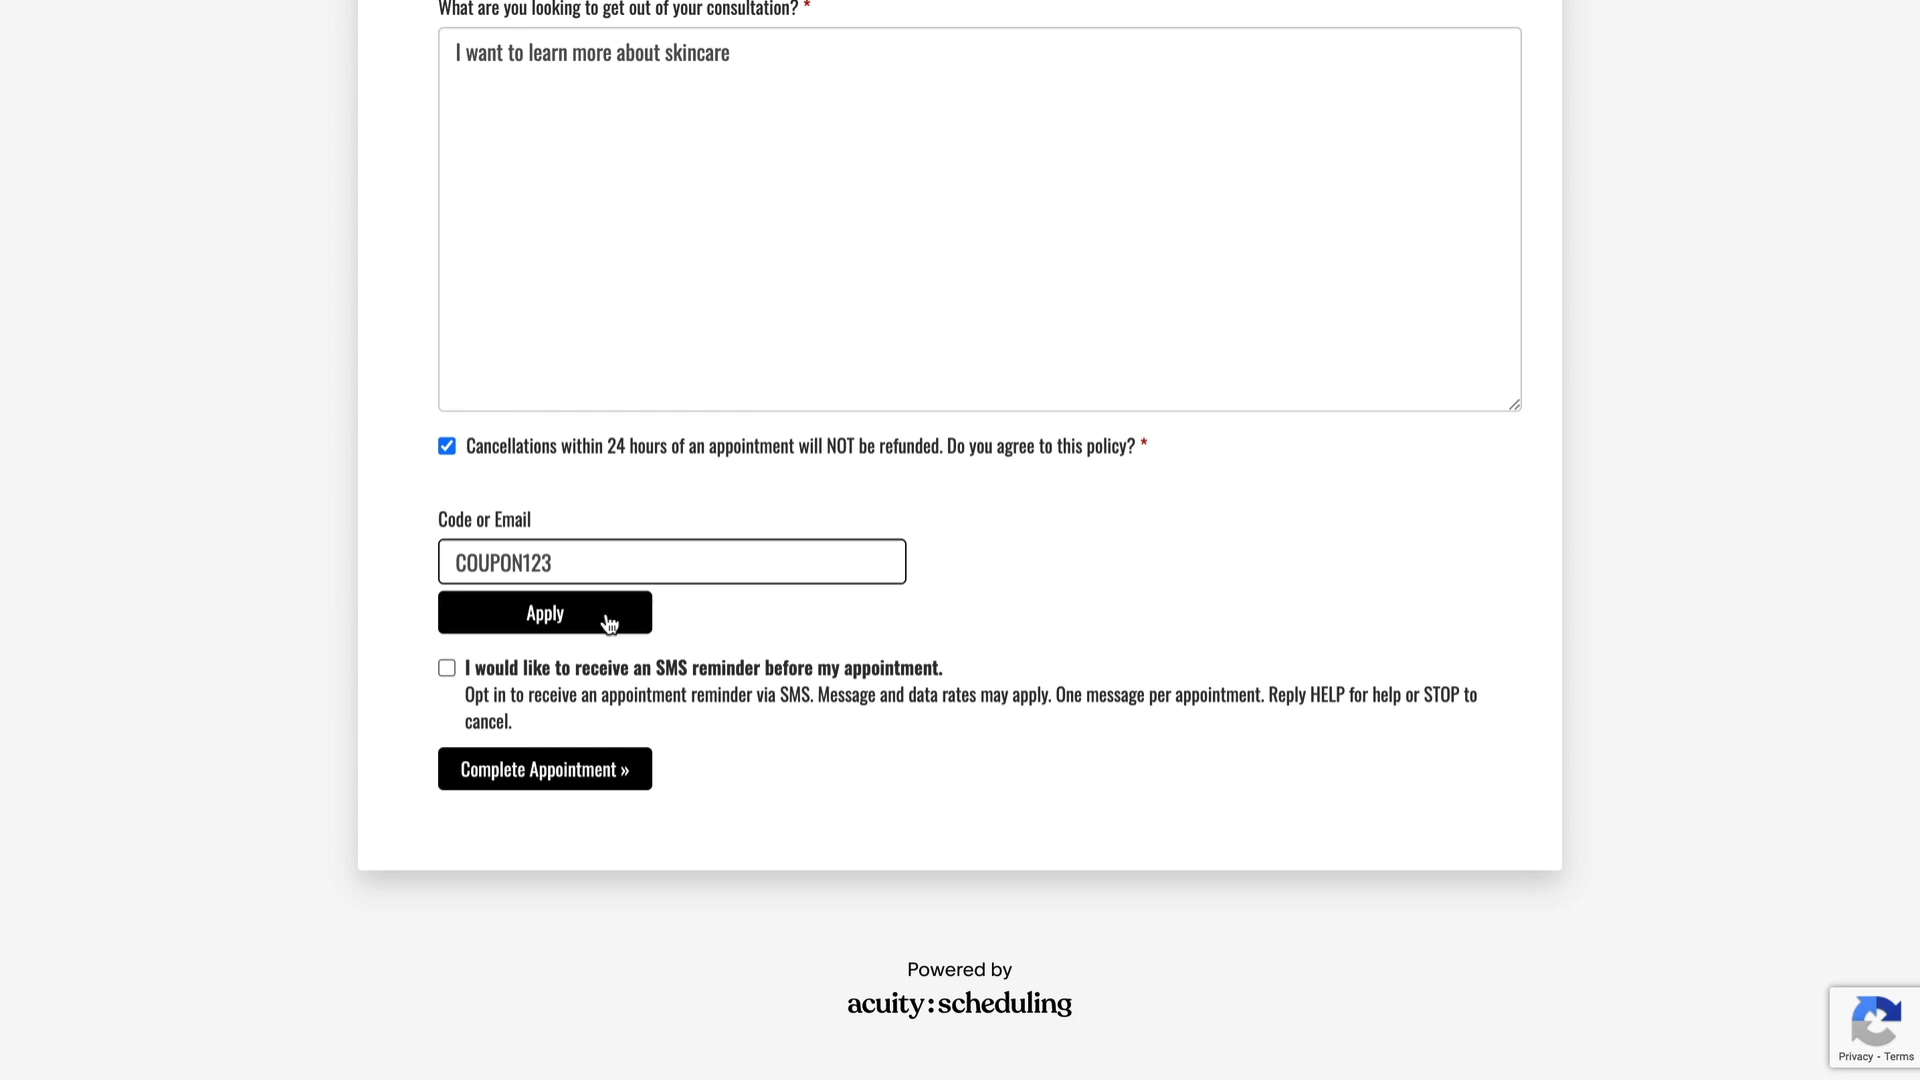 What are you looking to get out of your consultation? *
I want to learn more about skincare
Cancellations within 24 hours of an appointment will NOT be refunded. Do you agree to this policy? *
Code or Email
COUPON123
Apply
I would like to receive an SMS reminder before my appointment.
Opt in to receive an appointment reminder via SMS. Message and data rates may apply. One message per appointment. Reply HELP for help or STOP to
cancel.
Complete Appointment »
Powered by
acuity:scheduling
Privacy - Terms